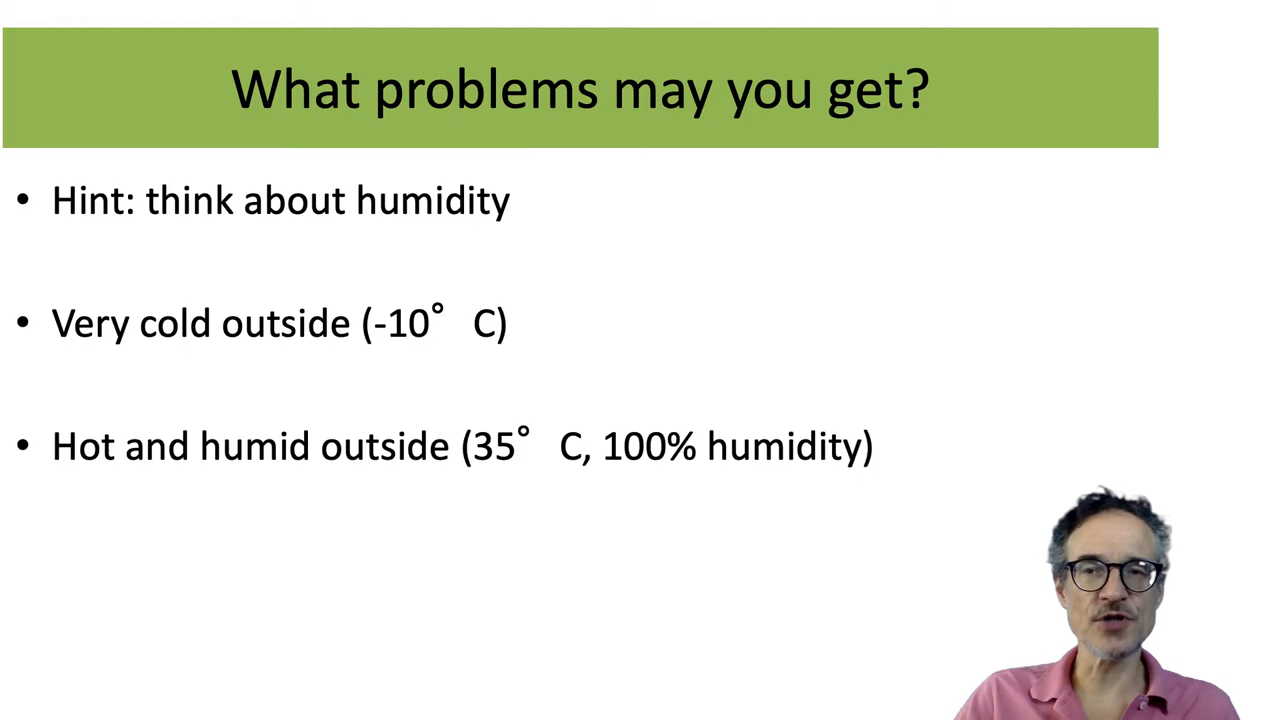 What problems may you get?
• Hint: think about humidity
• Very cold outside (-10° C)
• Hot and humid outside (35° C, 100% humidity)